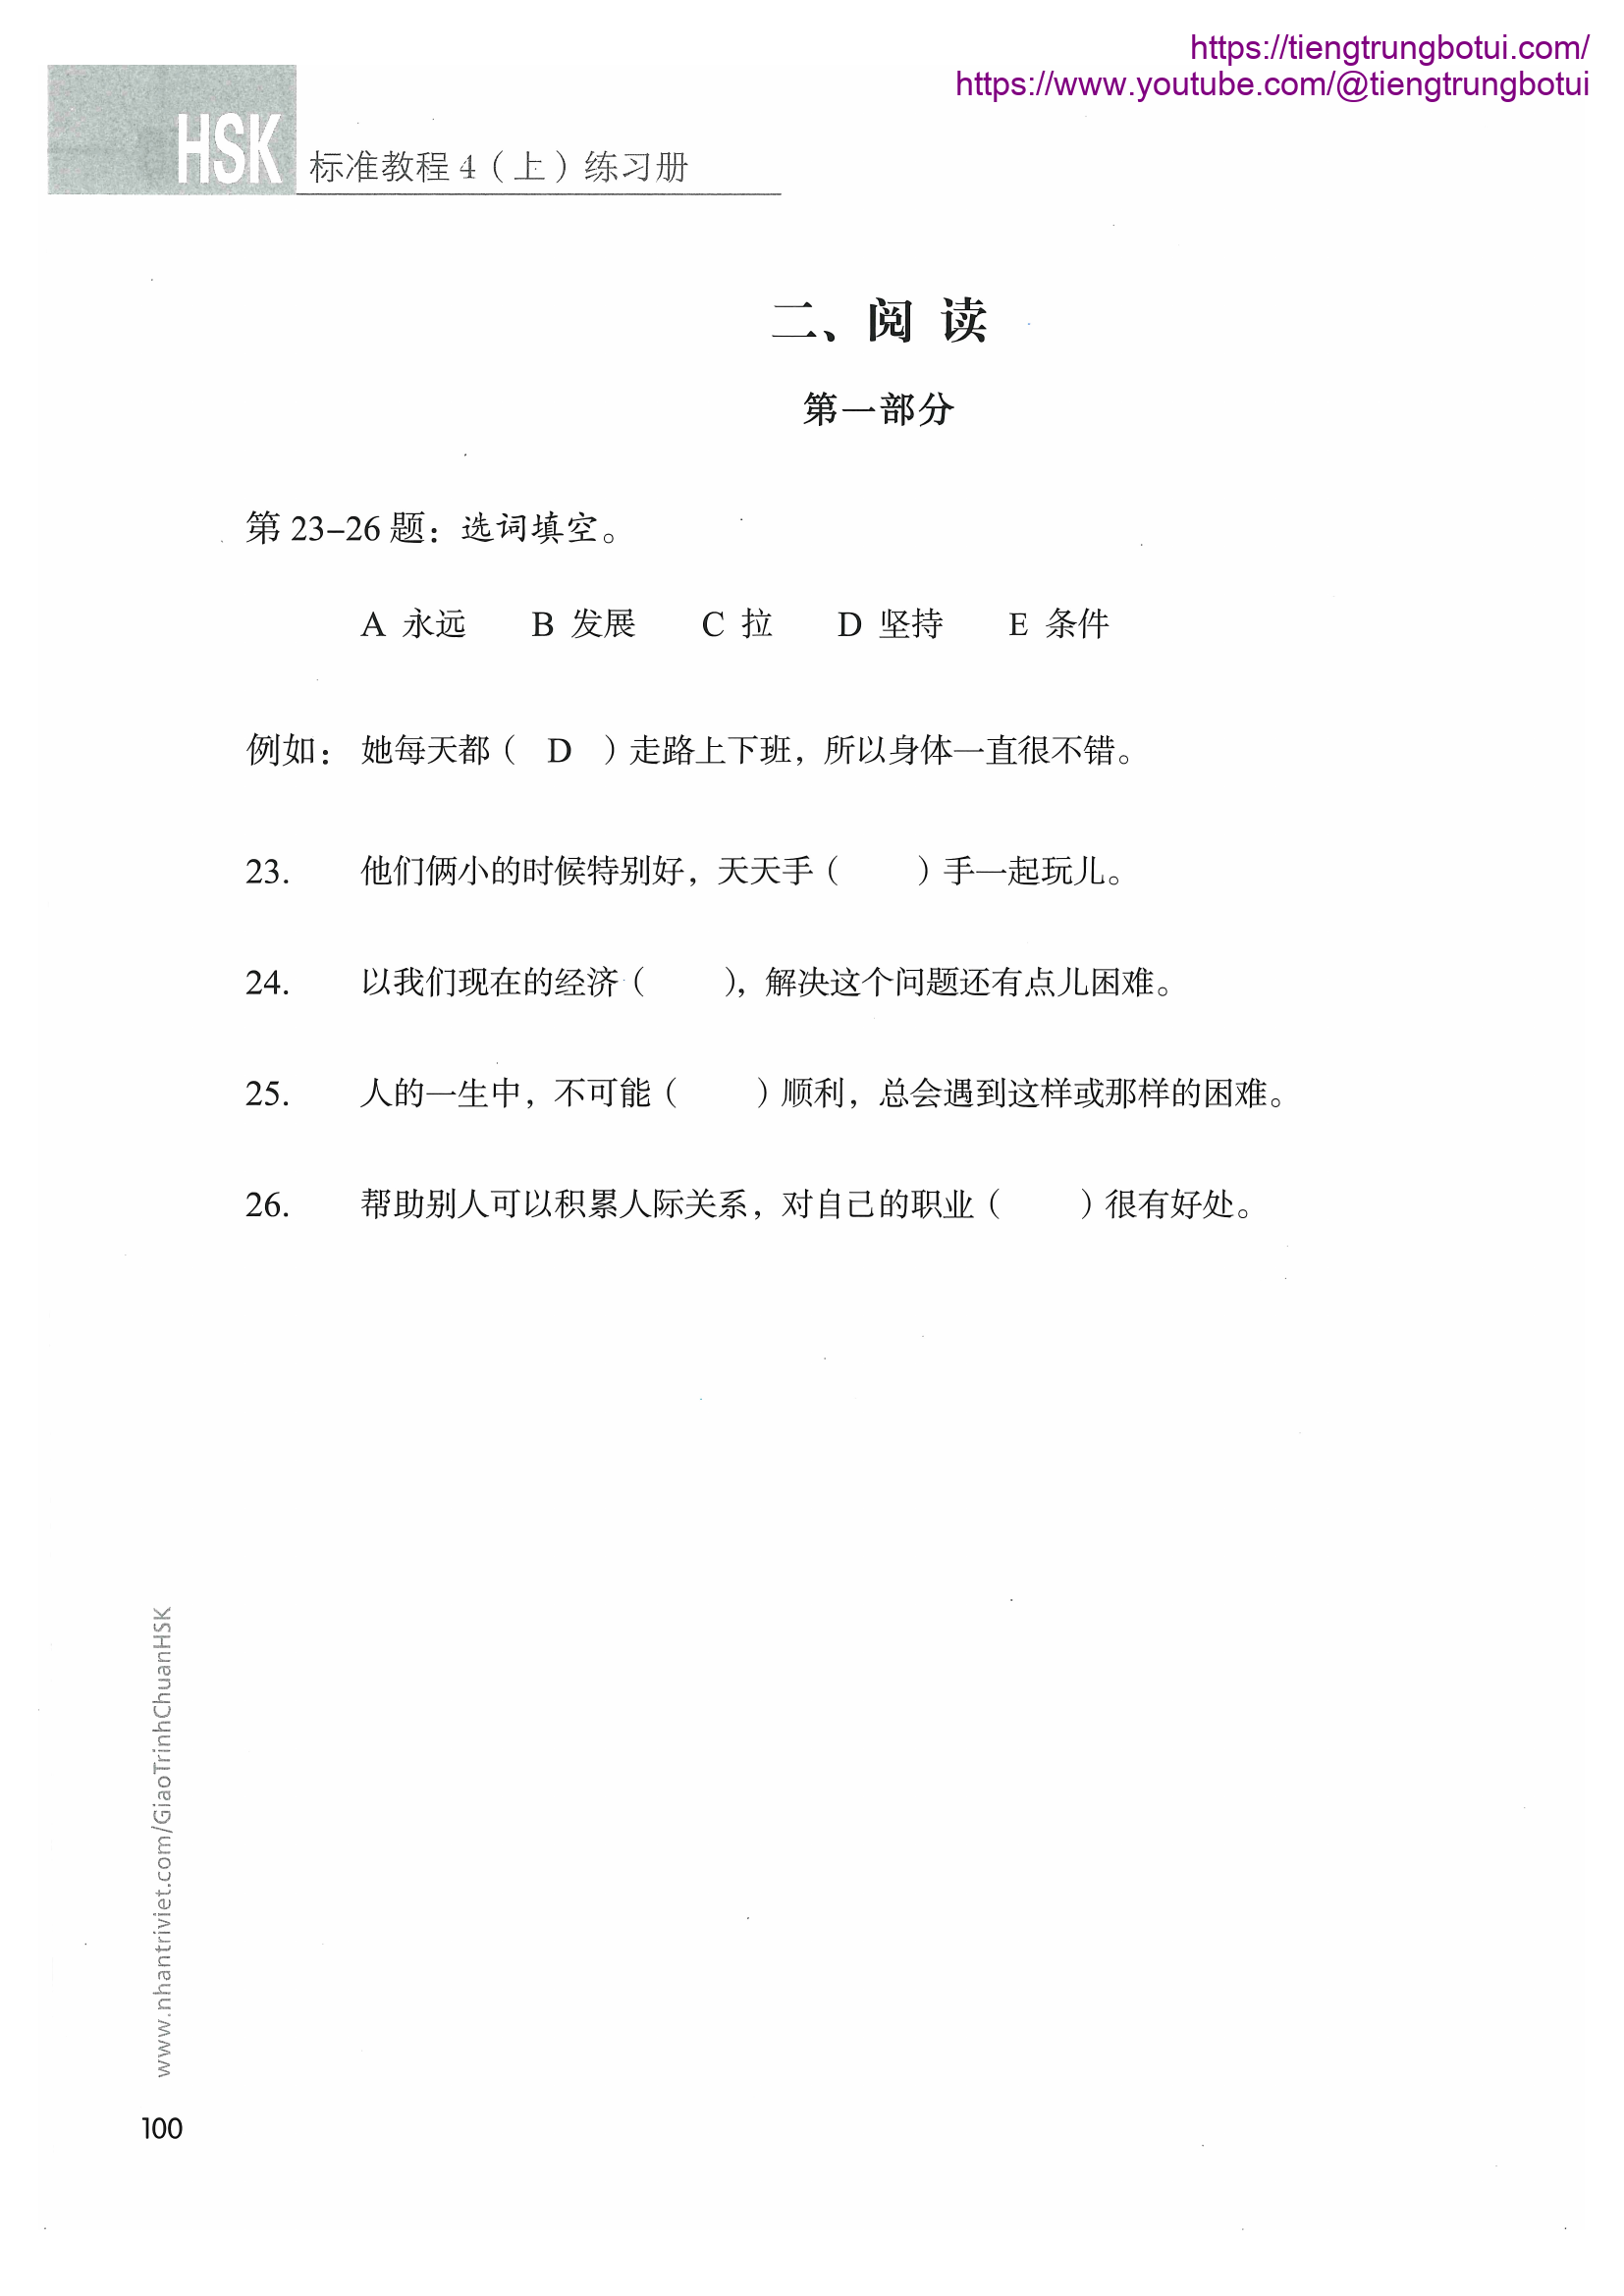 https://tiengtrungbotui.com/
https://www.youtube.com/@tiengtrungbotui
HSK 标准教程 4（上）练习册
二、阅 读
第一部分
第 23–26 题：选词填空。
A 永远 B 发展 C 拉 D 坚持 E 条件
例如： 她每天都（ D ）走路上下班，所以身体一直很不错。
23. 他们俩小的时候特别好，天天手（ ）手一起玩儿。
24. 以我们现在的经济（ ），解决这个问题还有点儿困难。
25. 人的一生中，不可能（ ）顺利，总会遇到这样或那样的困难。
26. 帮助别人可以积累人际关系，对自己的职业（ ）很有好处。
www.nhantriviet.com/GiaoTrinhChuanHSK
100